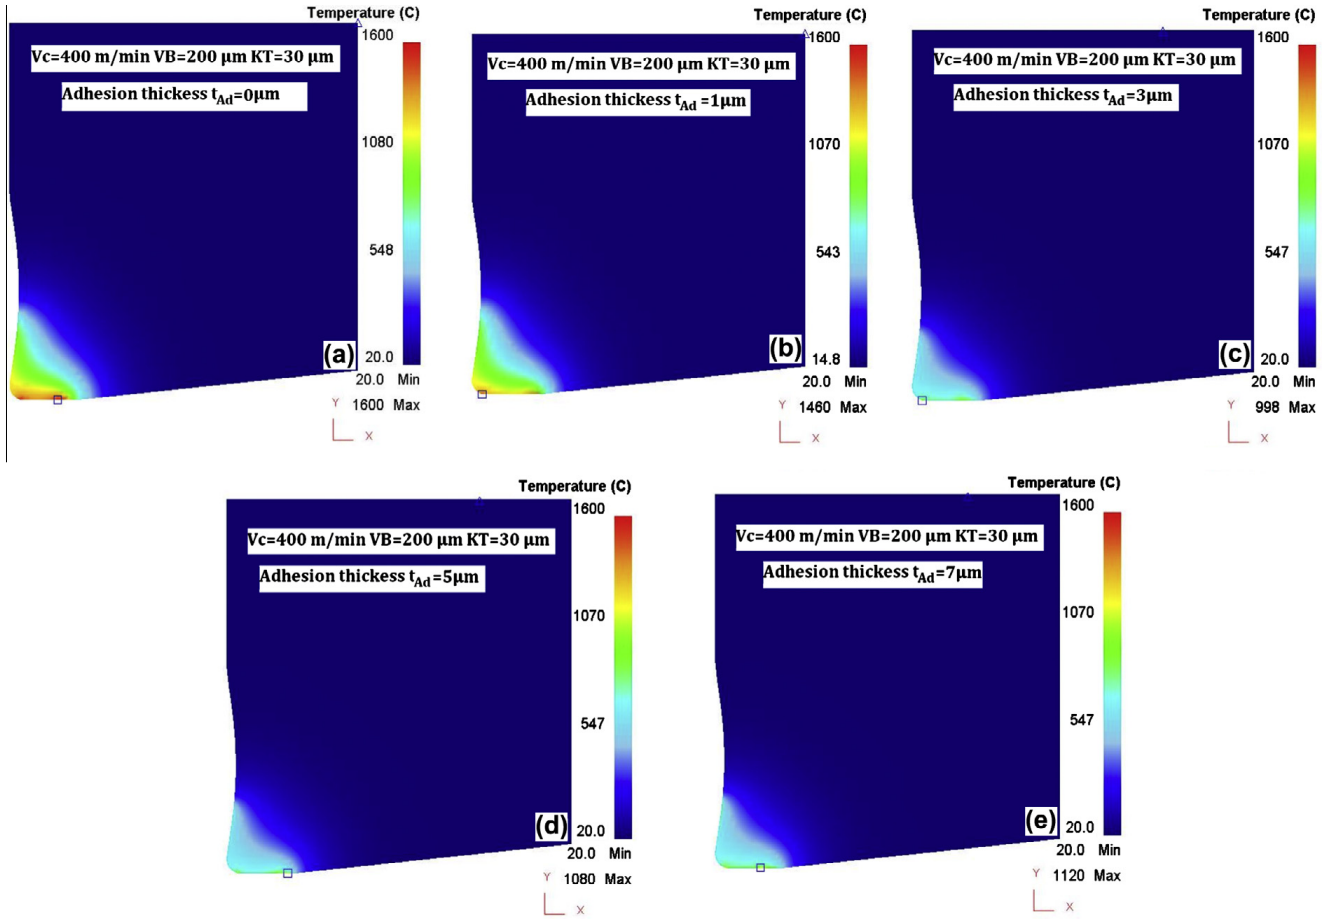 Temperature (C)
Vc=400 m/min VB=200 µm KT=30 µm
Adhesion thickess tAd=0µm
1600
1080
548
20.0
20.0 Min
1600 Max
Y
X
(a)
Temperature (C)
Vc=400 m/min VB=200 µm KT=30 µm
Adhesion thickess tAd =1µm
1600
1070
543
14.8
20.0 Min
1460 Max
Y
X
(b)
Temperature (C)
Vc=400 m/min VB=200 µm KT=30 µm
Adhesion thickess tAd=3µm
1600
1070
547
20.0
20.0 Min
998 Max
Y
X
(c)
Temperature (C)
Vc=400 m/min VB=200 µm KT=30 µm
Adhesion thickess tAd=5µm
1600
1070
547
20.0
20.0 Min
1080 Max
Y
X
(d)
Temperature (C)
Vc=400 m/min VB=200 µm KT=30 µm
Adhesion thickess tAd=7µm
1600
1070
547
20.0
20.0 Min
1120 Max
Y
X
(e)